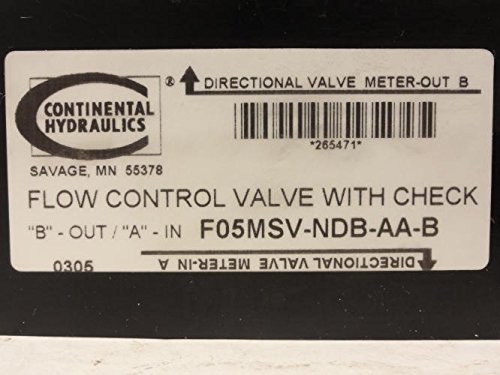 CONTINENTAL
HYDRAULICS
®
DIRECTIONAL VALVE METER-OUT B
*265471*
SAVAGE, MN 55378
FLOW CONTROL VALVE WITH CHECK
"B" - OUT / "A" - IN F05MSV-NDB-AA-B
0305
DIRECTIONAL VALVE METER-IN A